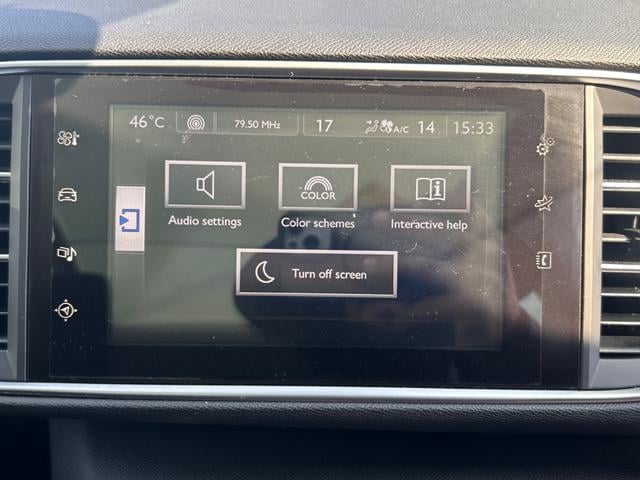 46°C 79.50 MHz 17 A/C 14 15:33
COLOR
Audio settings Color schemes Interactive help
Turn off screen